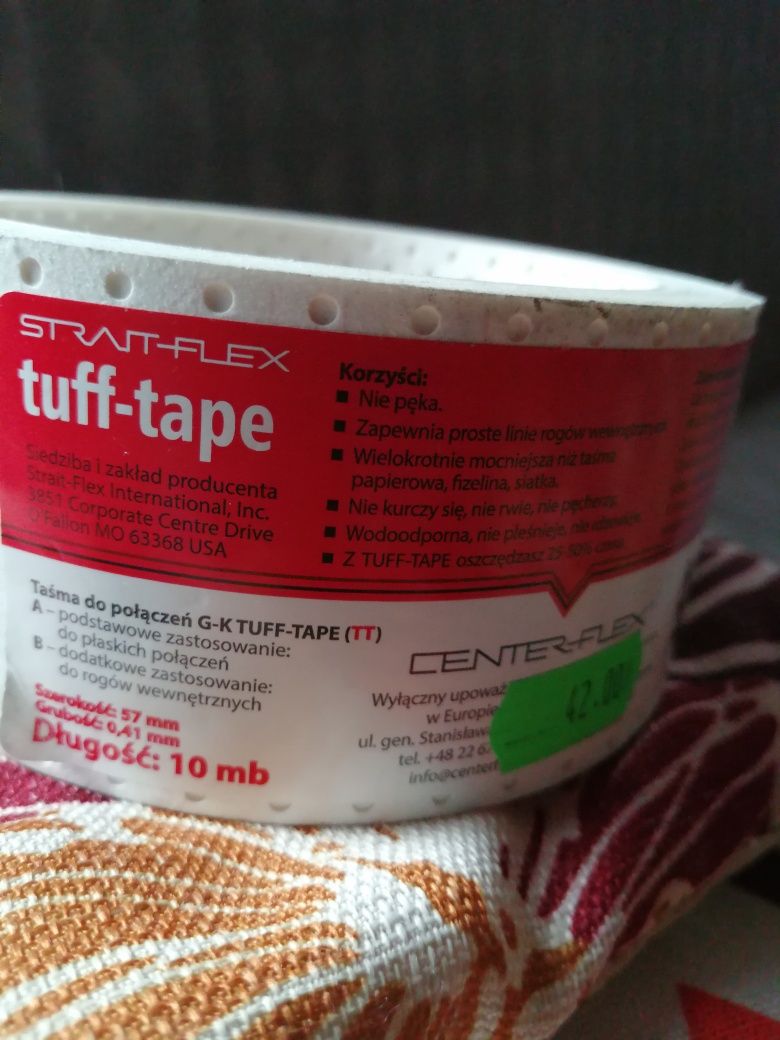 STRAIT-FLEX
tuff-tape
Siedziba i zakład producenta
Strait-Flex International, Inc.
3851 Corporate Centre Drive
O'Fallon MO 63368 USA
Korzyści:
■ Nie pęka.
■ Zapewnia proste linie rogów wewnętrznych.
■ Wielokrotnie mocniejsza niż taśma
papierowa, fizelina, siatka.
■ Nie kurczy się, nie rwie, nie pęcherzy.
■ Wodoodporna, nie pleśnieje, nie
■ Z TUFF-TAPE oszczędzasz 25-50% czasu.
Taśma do połączeń G-K TUFF-TAPE (TT)
A – podstawowe zastosowanie:
do płaskich połączeń
B – dodatkowe zastosowanie:
do rogów wewnętrznych
Szerokość: 57 mm
Grubość: 0,41 mm
Długość: 10 mb
CENTER-FLEX
Wyłączny upoważ
w Europie
ul. gen. Stanisława
tel. +48 22 6
info@center
42.00